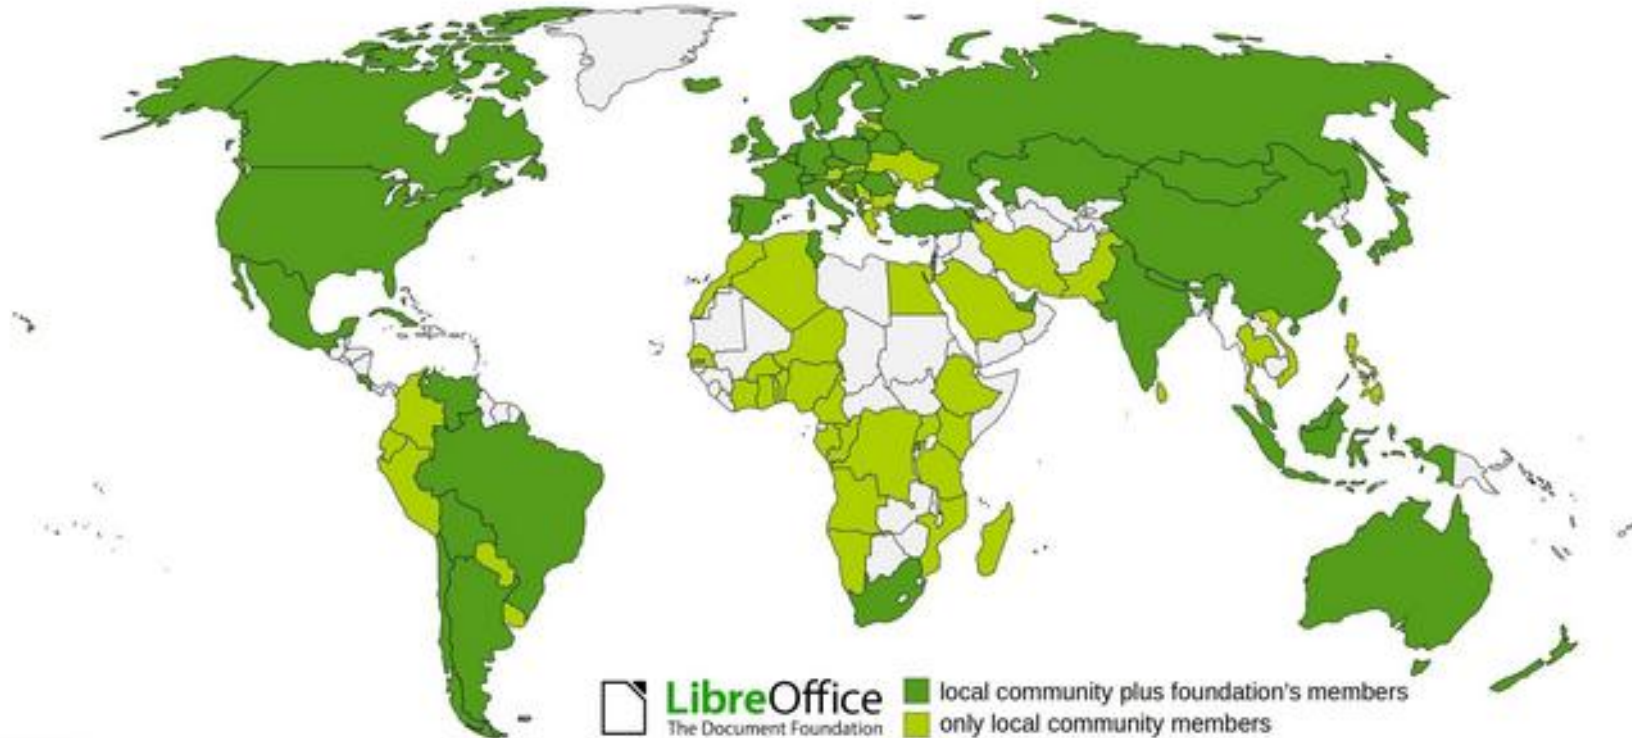 LibreOffice
The Document Foundation
local community plus foundation's members
only local community members